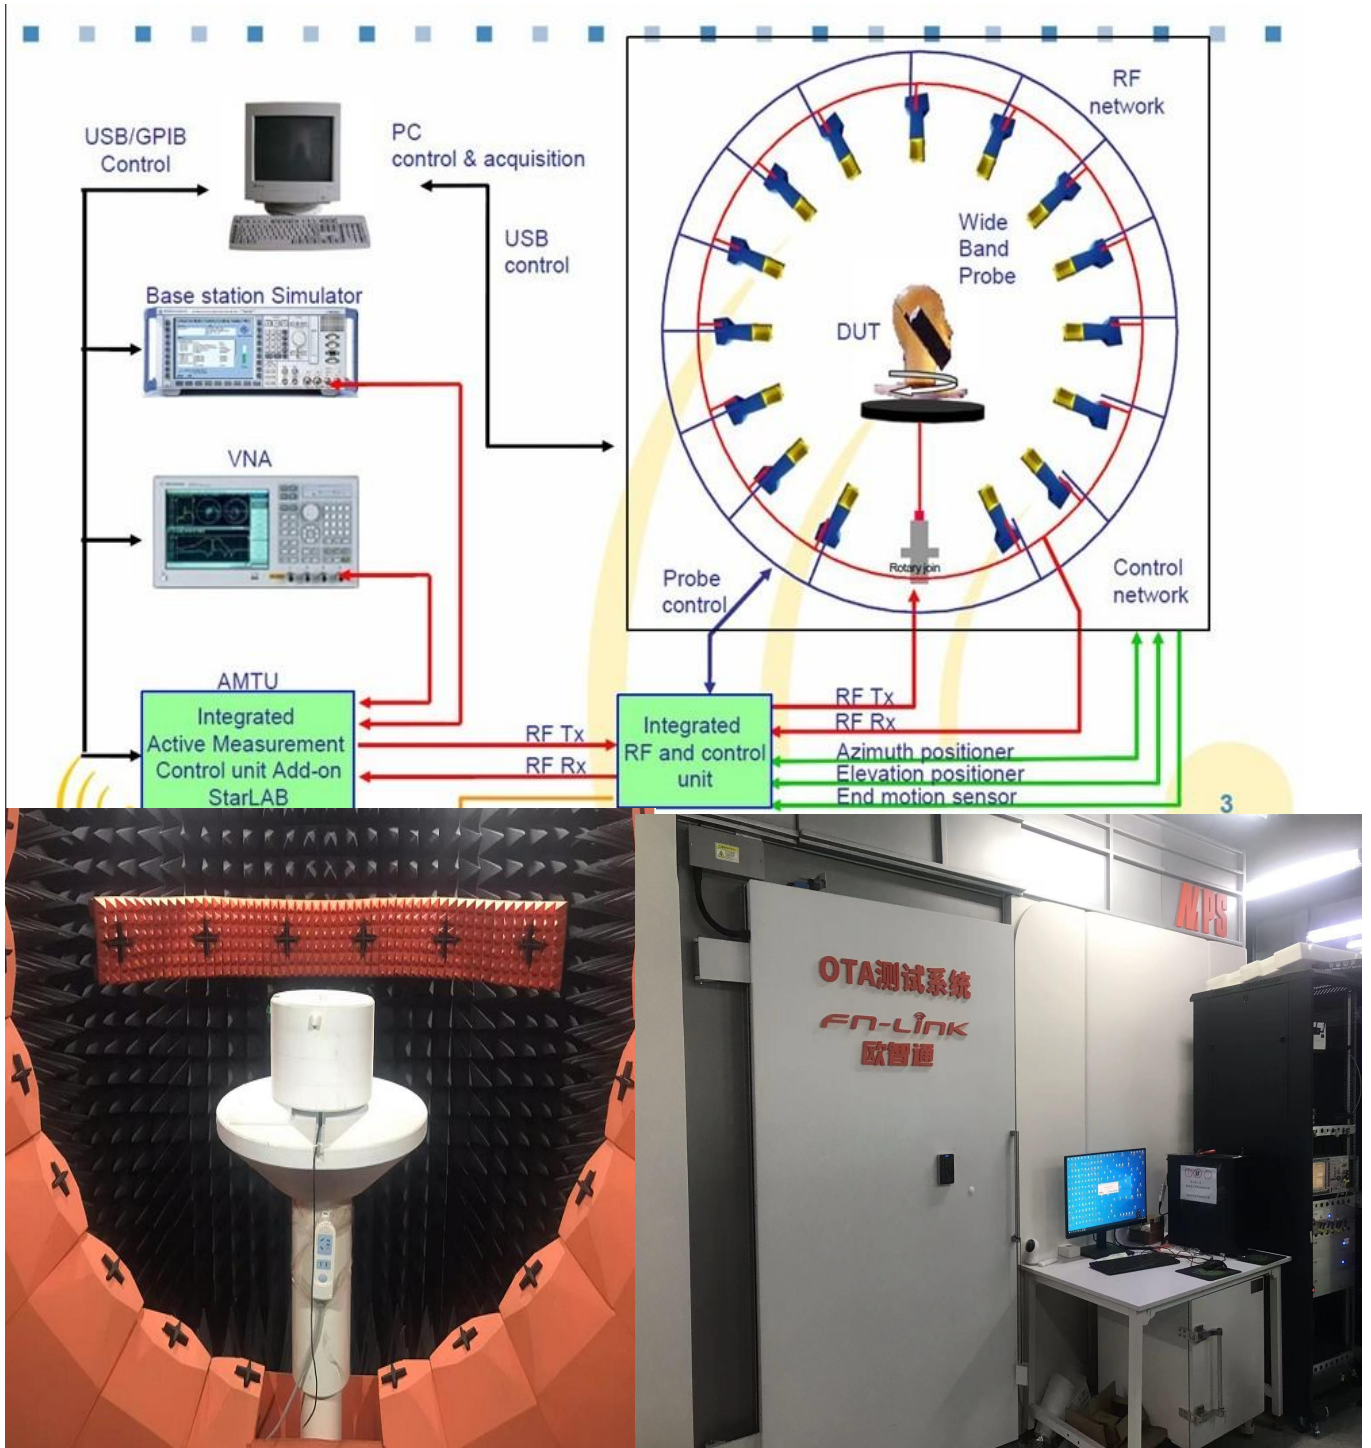 USB/GPIB
Control
PC
control & acquisition
USB
control
Base station Simulator
VNA
AMTU
Integrated
Active Measurement
Control unit Add-on
StarLAB
RF Tx
RF Rx
RF
network
Wide
Band
Probe
DUT
Rotary join
Probe
control
Control
network
Integrated
RF and control
unit
RF Tx
RF Rx
Azimuth positioner
Elevation positioner
End motion sensor
3
OTA测试系统
FN-LINK
欧智通
MPS